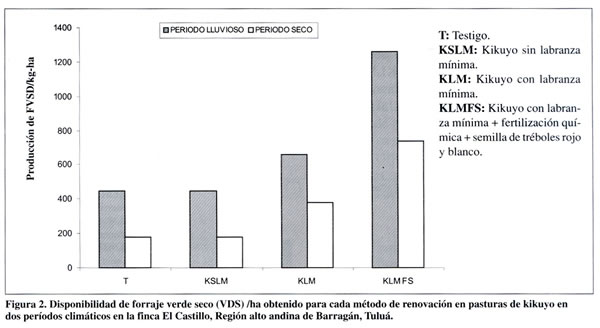 PERIODO LLUVIOSO
PERIODO SECO
Producción de FVSD/kg-ha
1400
1200
1000
800
600
400
200
0
T
KSLM
KLM
KLM FS
T: Testigo.
KSLM: Kikuyo sin labranza
mínima.
KLM: Kikuyo con labranza
mínima.
KLMFS: Kikuyo con labran-
za mínima + fertilización quí-
mica + semilla de tréboles rojo
y blanco.
Figura 2. Disponibilidad de forraje verde seco (VDS) /ha obtenido para cada método de renovación en pasturas de kikuyo en
dos períodos climáticos en la finca El Castillo, Región alto andina de Barragán, Tuluá.